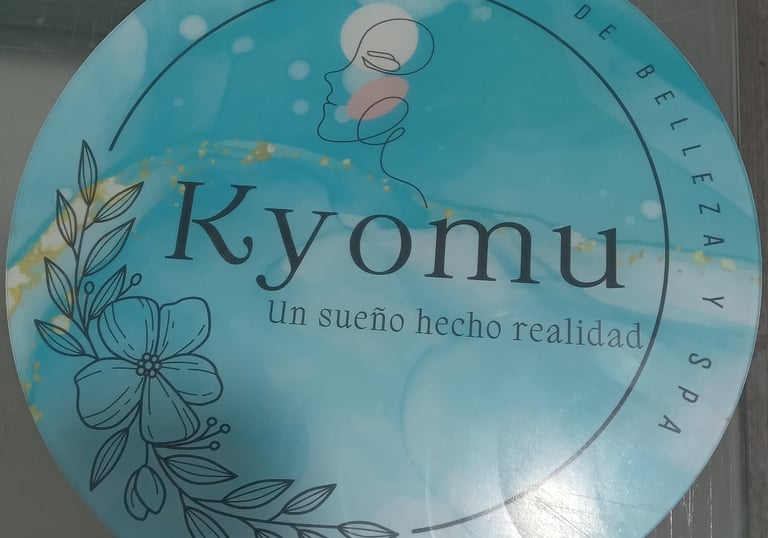 DE BELLEZA Y SPA
Kyomu
Un sueño hecho realidad